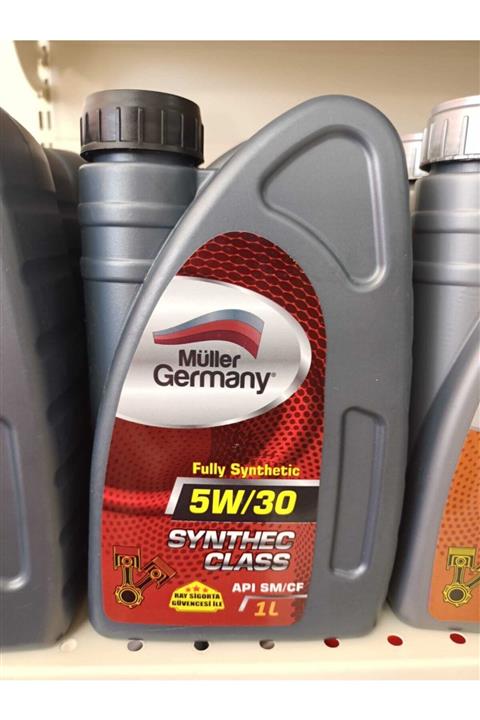 Müller
Germany®
Fully Synthetic
5W/30
SYNTHEC
CLASS
API SM/CF
RAY SİGORTA
GÜVENCESİ İLE
1L